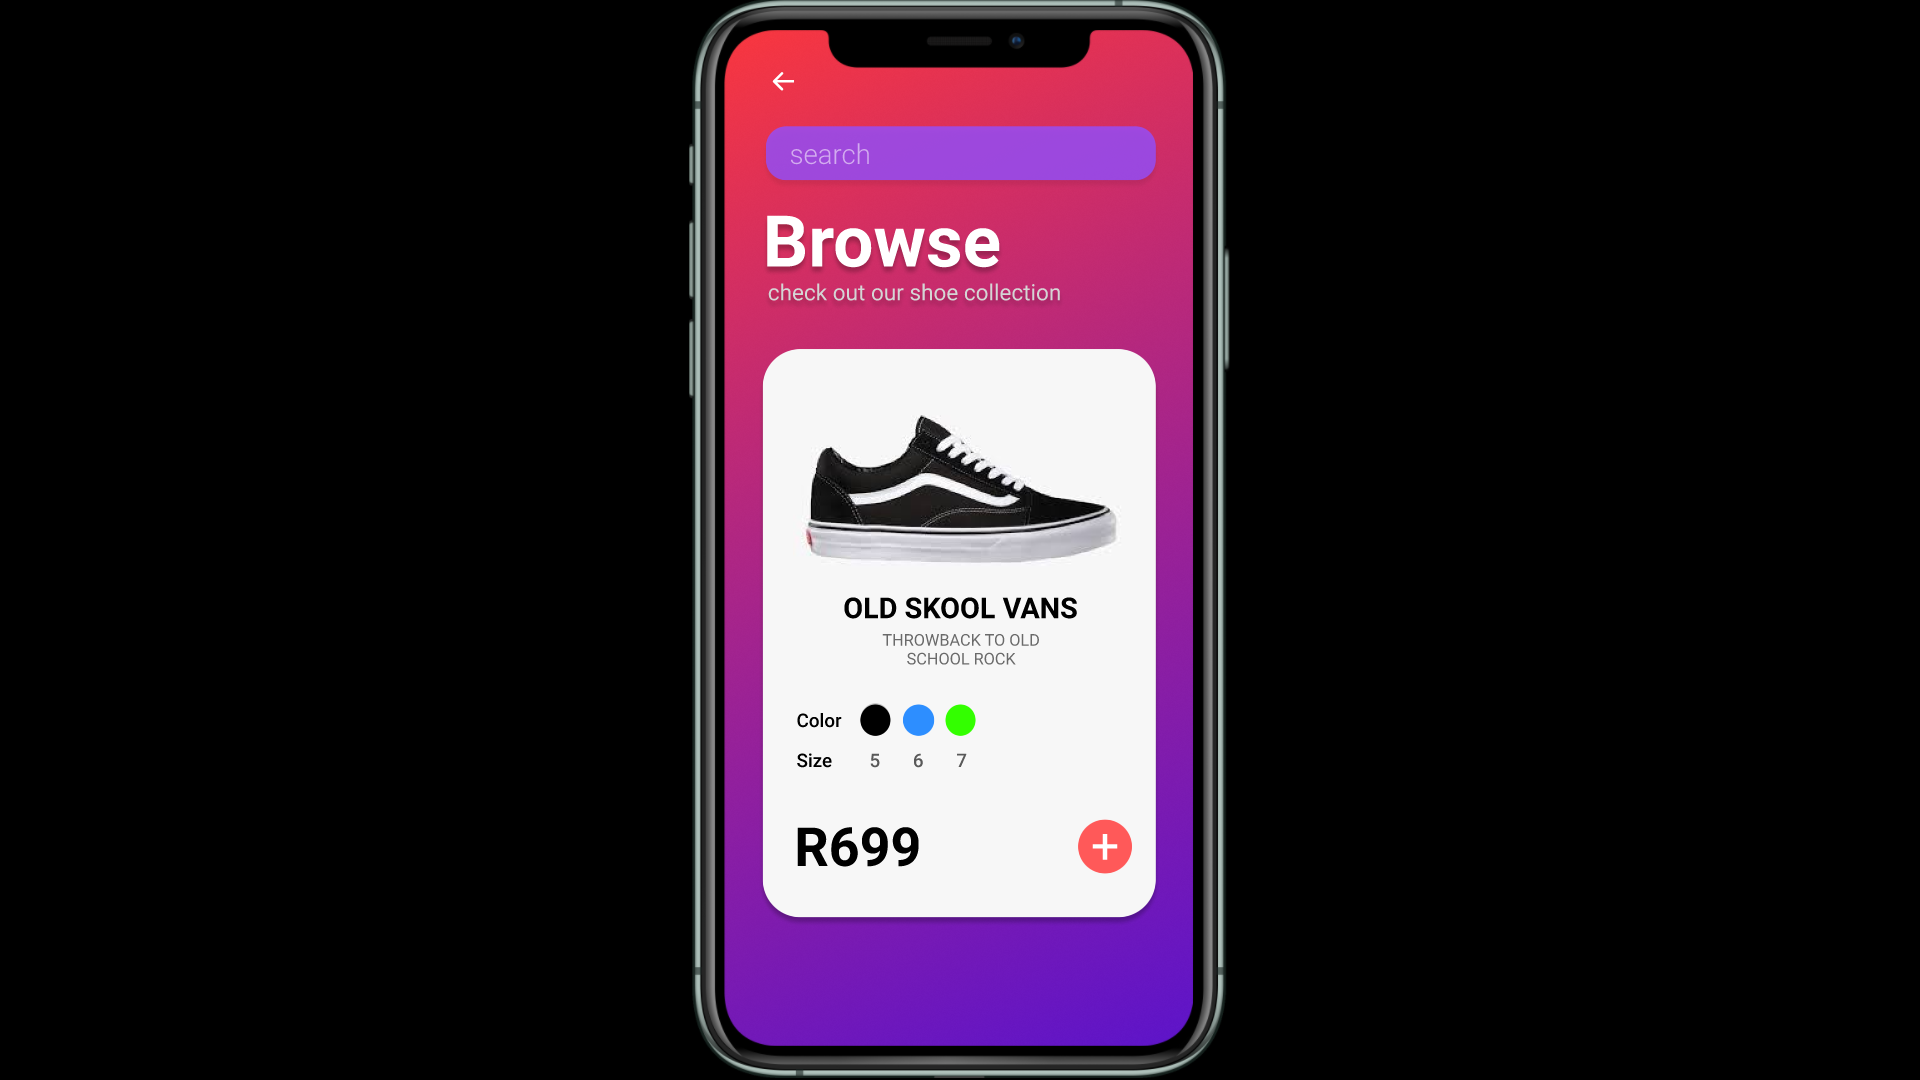 search
Browse
check out our shoe collection
OLD SKOOL VANS
THROWBACK TO OLD
SCHOOL ROCK
Color
Size 5 6 7
R699